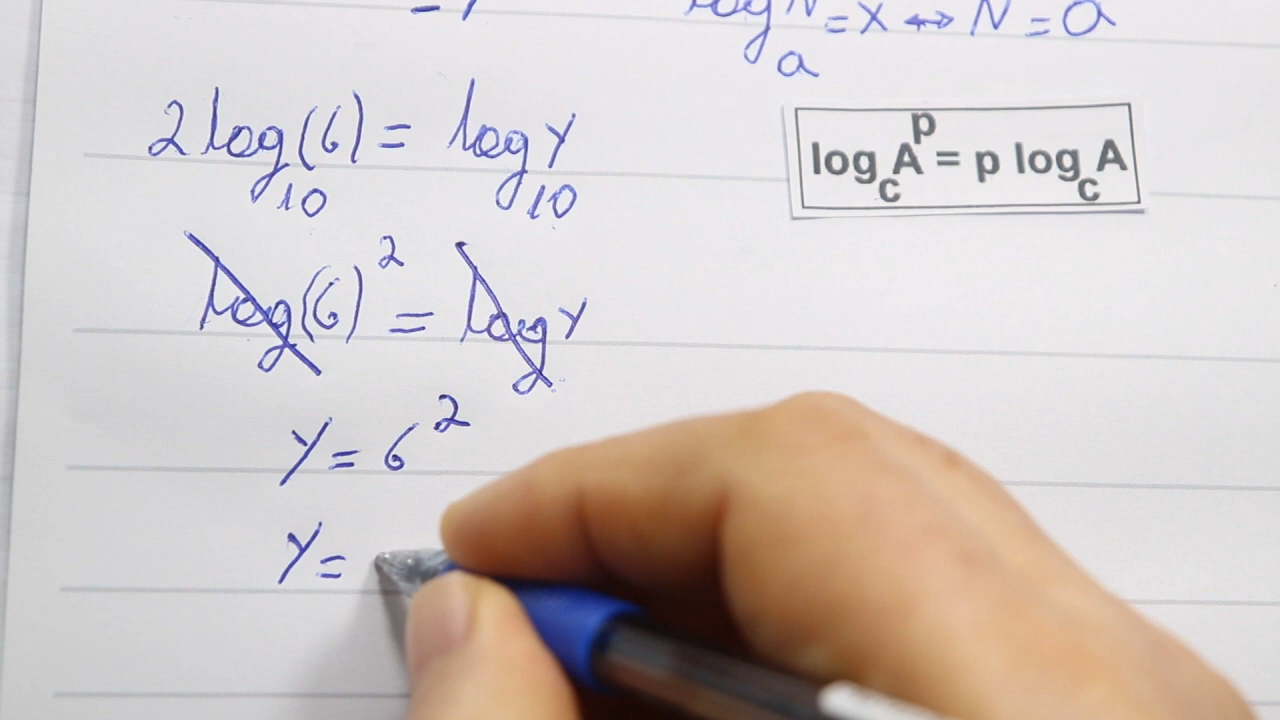 log_a N = x ↔ N = a
2 log_10 (6) = log_10 y
log (6)^2 = log y
y = 6^2
y =
log_c A^p = p log_c A